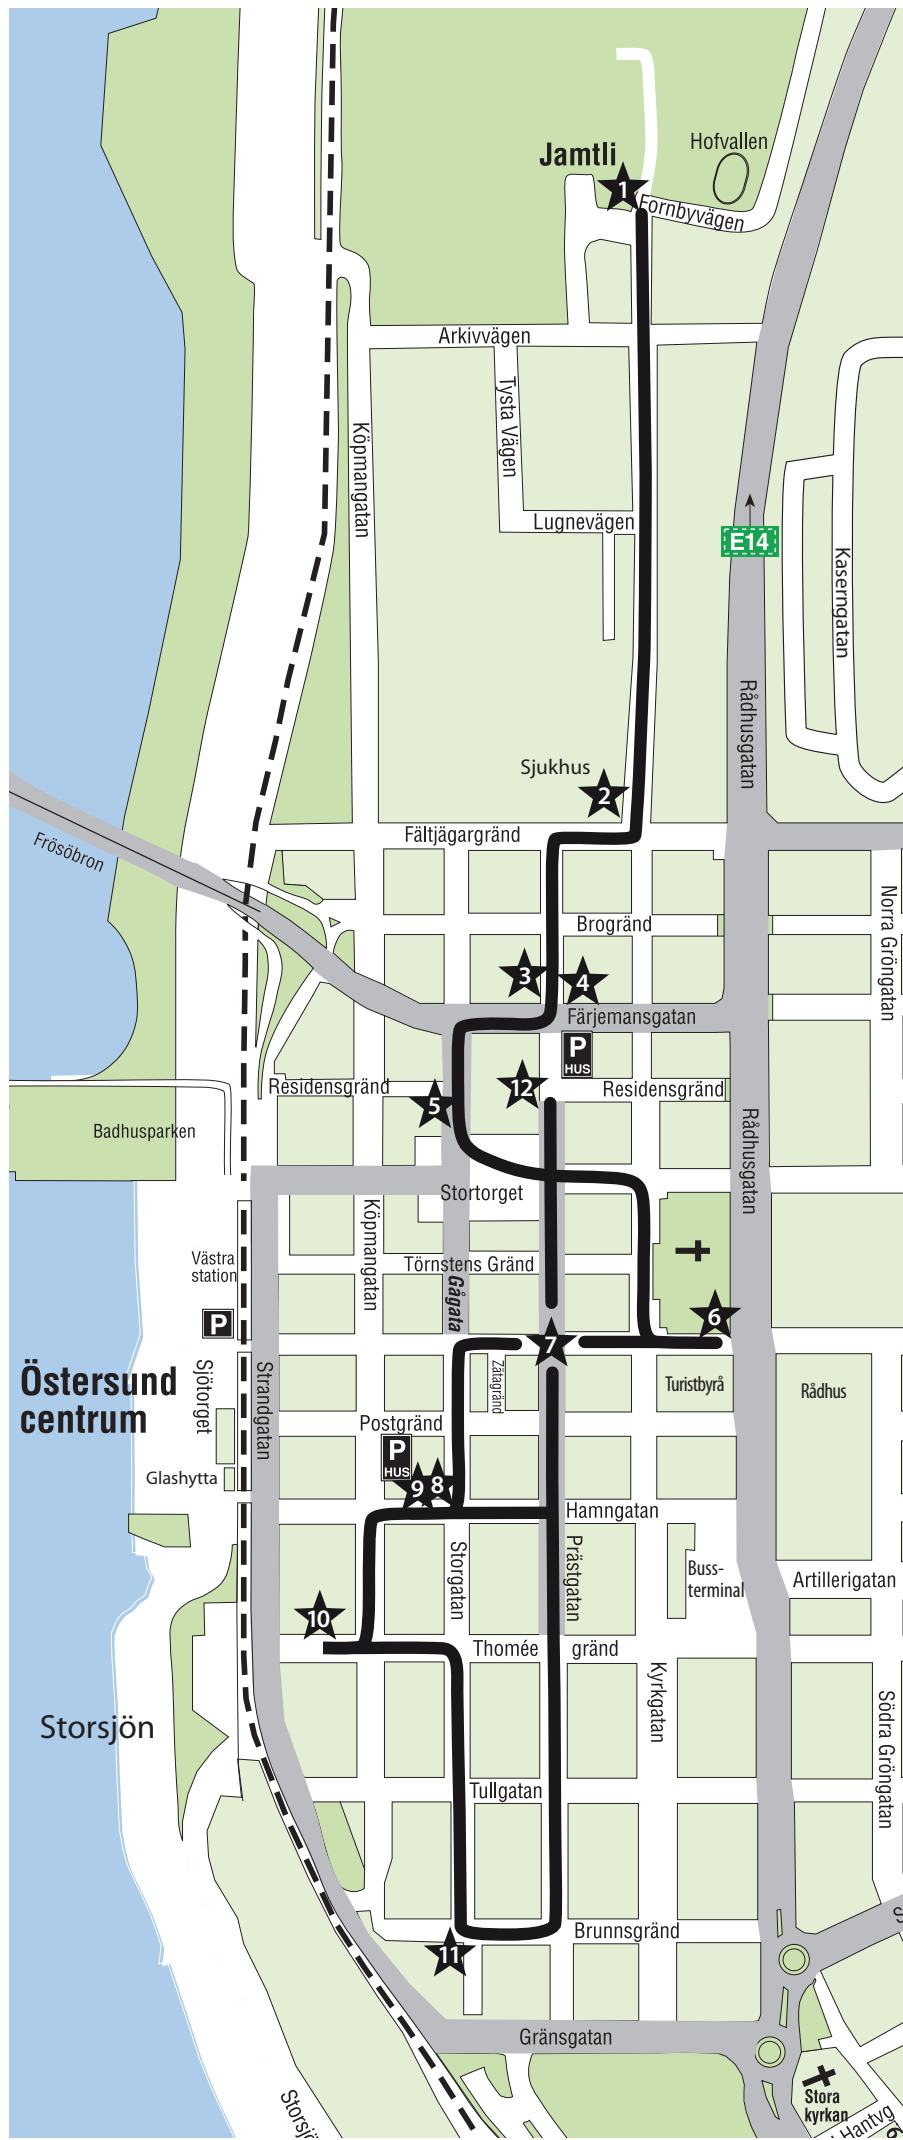 Hofvallen
Jamtli
1
Fornbyvägen
Arkivvägen
Tysta Vägen
Köpmangatan
Lugnevägen
E14
Kaserngatan
Rådhusgatan
Sjukhus
2
Fältjägargränd
Frösöbron
Norra Gröngatan
Brogränd
3
4
Färjemansgatan
P
HUS
12
Residensgränd
5
Residensgränd
Badhusparken
Rådhusgatan
Stortorget
Köpmangatan
Västra
station
Törnstens Gränd
Gågata
6
P
7
Östersund
centrum
Sjötorget
Strandgatan
Zätagränd
Turistbyrå
Rådhus
Postgränd
P
HUS
9
8
Glashytta
Hamngatan
Storgatan
Prästgatan
Buss-
terminal
Artillerigatan
10
Thomée gränd
Kyrkgatan
Södra Gröngatan
Storsjön
Tullgatan
Brunnsgränd
11
Gränsgatan
Stora
kyrkan
Hantvg